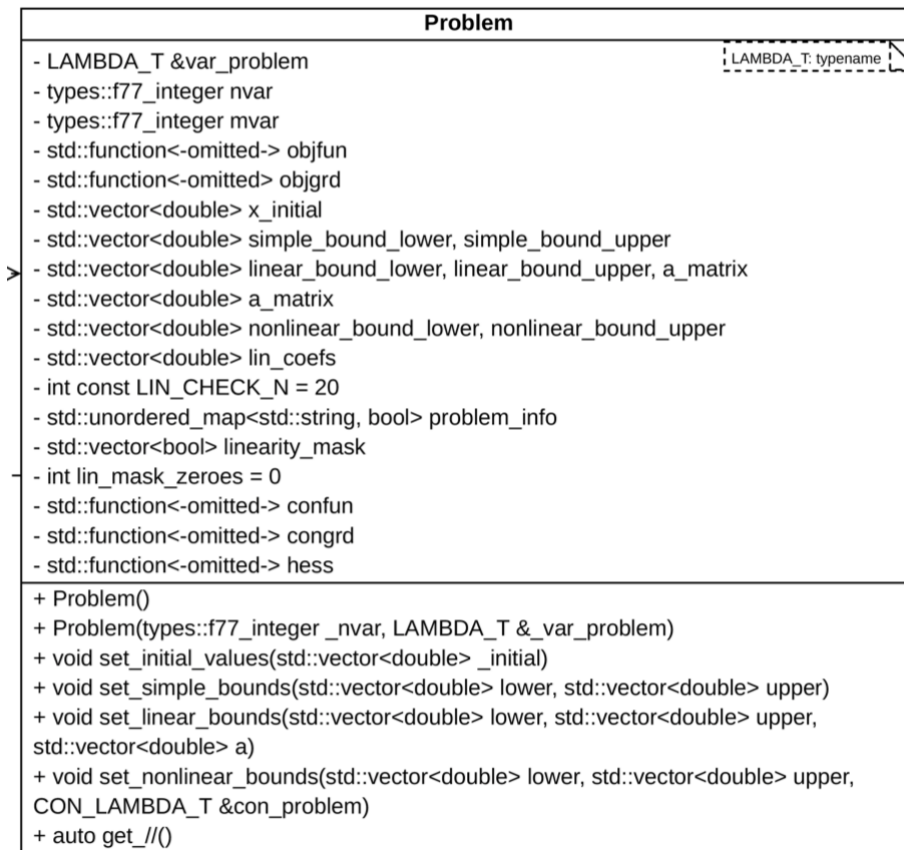 Problem
LAMBDA_T: typename
- LAMBDA_T &var_problem
- types::f77_integer nvar
- types::f77_integer mvar
- std::function<-omitted-> objfun
- std::function<-omitted> objgrd
- std::vector<double> x_initial
- std::vector<double> simple_bound_lower, simple_bound_upper
- std::vector<double> linear_bound_lower, linear_bound_upper, a_matrix
- std::vector<double> a_matrix
- std::vector<double> nonlinear_bound_lower, nonlinear_bound_upper
- std::vector<double> lin_coefs
- int const LIN_CHECK_N = 20
- std::unordered_map<std::string, bool> problem_info
- std::vector<bool> linearity_mask
- int lin_mask_zeroes = 0
- std::function<-omitted-> confun
- std::function<-omitted-> congrd
- std::function<-omitted-> hess
+ Problem()
+ Problem(types::f77_integer _nvar, LAMBDA_T &_var_problem)
+ void set_initial_values(std::vector<double> _initial)
+ void set_simple_bounds(std::vector<double> lower, std::vector<double> upper)
+ void set_linear_bounds(std::vector<double> lower, std::vector<double> upper,
std::vector<double> a)
+ void set_nonlinear_bounds(std::vector<double> lower, std::vector<double> upper,
CON_LAMBDA_T &con_problem)
+ auto get_//()